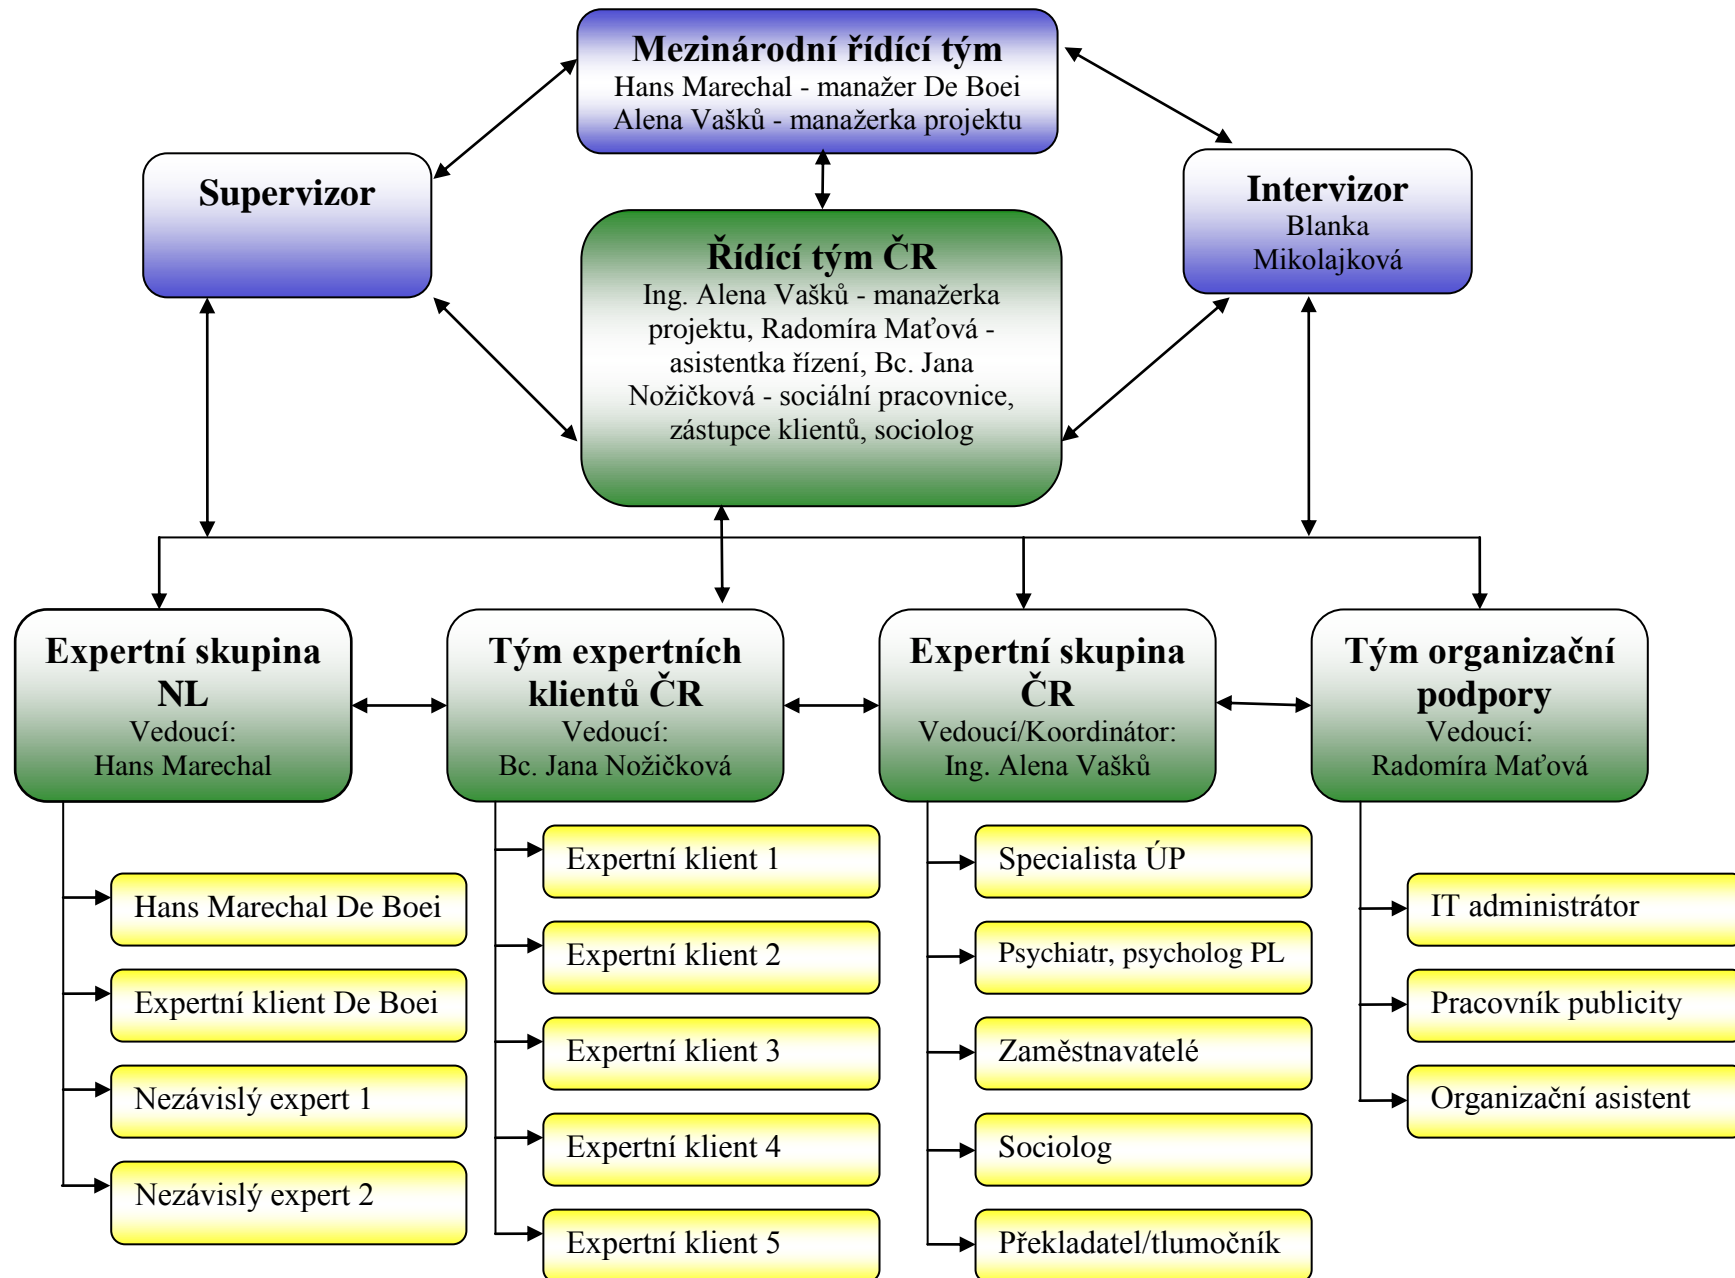 Mezinárodní řídící tým
Hans Marechal - manažer De Boei
Alena Vašků - manažerka projektu
Supervizor
Intervizor
Blanka
Mikolajková
Řídící tým ČR
Ing. Alena Vašků - manažerka
projektu, Radomíra Maťová -
asistentka řízení, Bc. Jana
Nožičková - sociální pracovnice,
zástupce klientů, sociolog
Expertní skupina
NL
Vedoucí:
Hans Marechal
Tým expertních
klientů ČR
Vedoucí:
Bc. Jana Nožičková
Expertní skupina
ČR
Vedoucí/Koordinátor:
Ing. Alena Vašků
Tým organizační
podpory
Vedoucí:
Radomíra Maťová
Hans Marechal De Boei
Expertní klient De Boei
Nezávislý expert 1
Nezávislý expert 2
Expertní klient 1
Expertní klient 2
Expertní klient 3
Expertní klient 4
Expertní klient 5
Specialista ÚP
Psychiatr, psycholog PL
Zaměstnavatelé
Sociolog
Překladatel/tlumočník
IT administrátor
Pracovník publicity
Organizační asistent